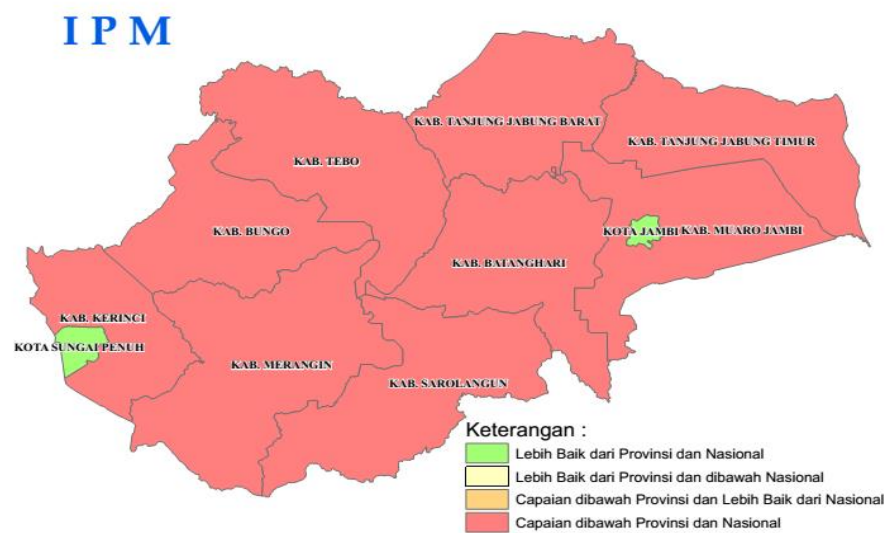 I P M
KAB. TANJUNG JABUNG BARAT
KAB. TANJUNG JABUNG TIMUR
KAB. TEBO
KAB. BUNGO
KOTA JAMBI
KAB. MUARO JAMBI
KAB. BATANGHARI
KAB. KERINCI
KOTA SUNGAI PENUH
KAB. MERANGIN
KAB. SAROLANGUN
Keterangan :
Lebih Baik dari Provinsi dan Nasional
Lebih Baik dari Provinsi dan dibawah Nasional
Capaian dibawah Provinsi dan Lebih Baik dari Nasional
Capaian dibawah Provinsi dan Nasional